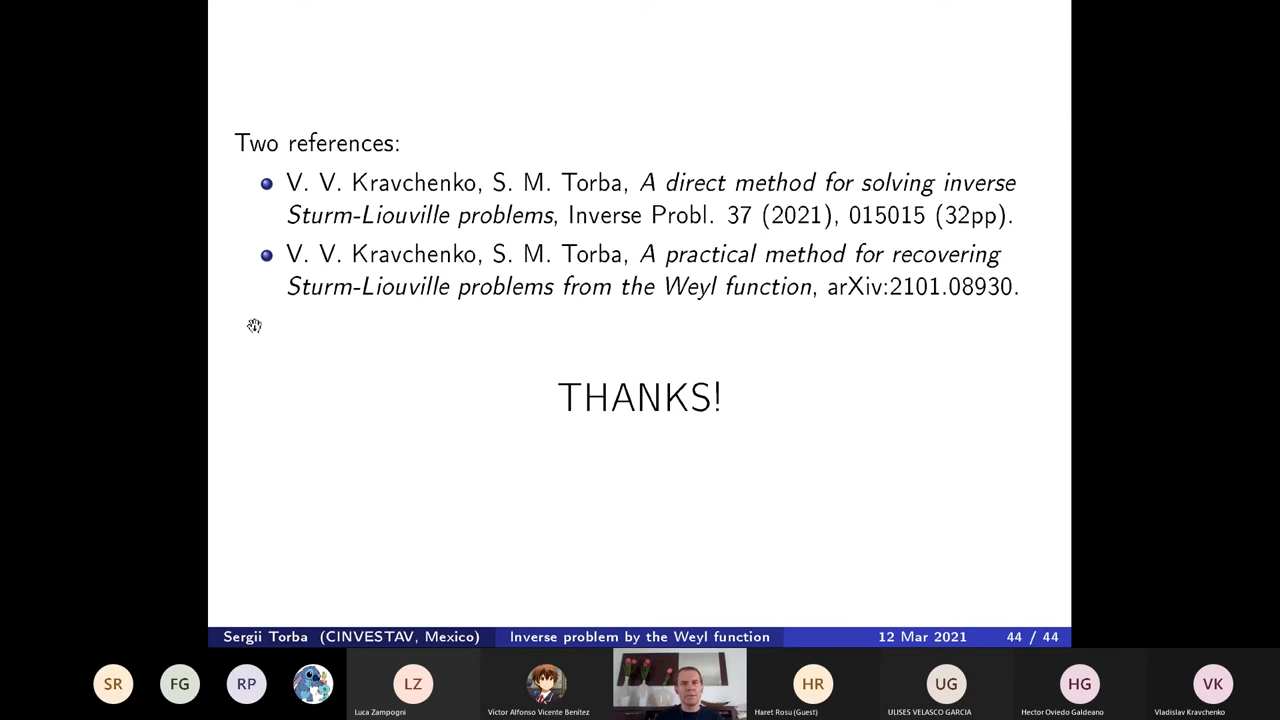 Two references:
V. V. Kravchenko, S. M. Torba, A direct method for solving inverse
Sturm-Liouville problems, Inverse Probl. 37 (2021), 015015 (32pp).
V. V. Kravchenko, S. M. Torba, A practical method for recovering
Sturm-Liouville problems from the Weyl function, arXiv:2101.08930.
THANKS!
Sergii Torba (CINVESTAV, Mexico) Inverse problem by the Weyl function 12 Mar 2021 44 / 44
SR FG RP LZ HR UG HG VK
Luca Zampogni Víctor Alfonso Vicente Benítez Haret Rosu (Guest) ULISES VELASCO GARCIA Hector Oviedo Galdeano Vladislav Kravchenko